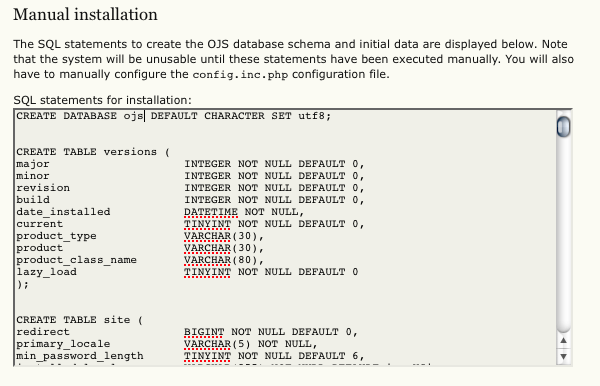 Manual installation
The SQL statements to create the OJS database schema and initial data are displayed below. Note
that the system will be unusable until these statements have been executed manually. You will also
have to manually configure the config.inc.php configuration file.
SQL statements for installation:
CREATE DATABASE ojs DEFAULT CHARACTER SET utf8;
CREATE TABLE versions (
major INTEGER NOT NULL DEFAULT 0,
minor INTEGER NOT NULL DEFAULT 0,
revision INTEGER NOT NULL DEFAULT 0,
build INTEGER NOT NULL DEFAULT 0,
date_installed DATETIME NOT NULL,
current TINYINT NOT NULL DEFAULT 0,
product_type VARCHAR(30),
product VARCHAR(30),
product_class_name VARCHAR(80),
lazy_load TINYINT NOT NULL DEFAULT 0
);
CREATE TABLE site (
redirect BIGINT NOT NULL DEFAULT 0,
primary_locale VARCHAR(5) NOT NULL,
min_password_length TINYINT NOT NULL DEFAULT 6,